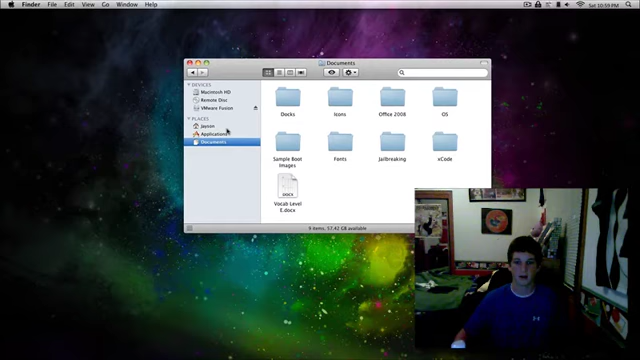 Finder File Edit View Go Window Help
Sat 10:59 PM
Documents
DEVICES
Macintosh HD
Remote Disc
VMware Fusion
PLACES
Jayson
Applications
Documents
Docks
Icons
Office 2008
OS
Sample Boot
Images
Fonts
Jailbreaking
xCode
DOCX
Vocab Level
E.docx
9 items, 57.42 GB available